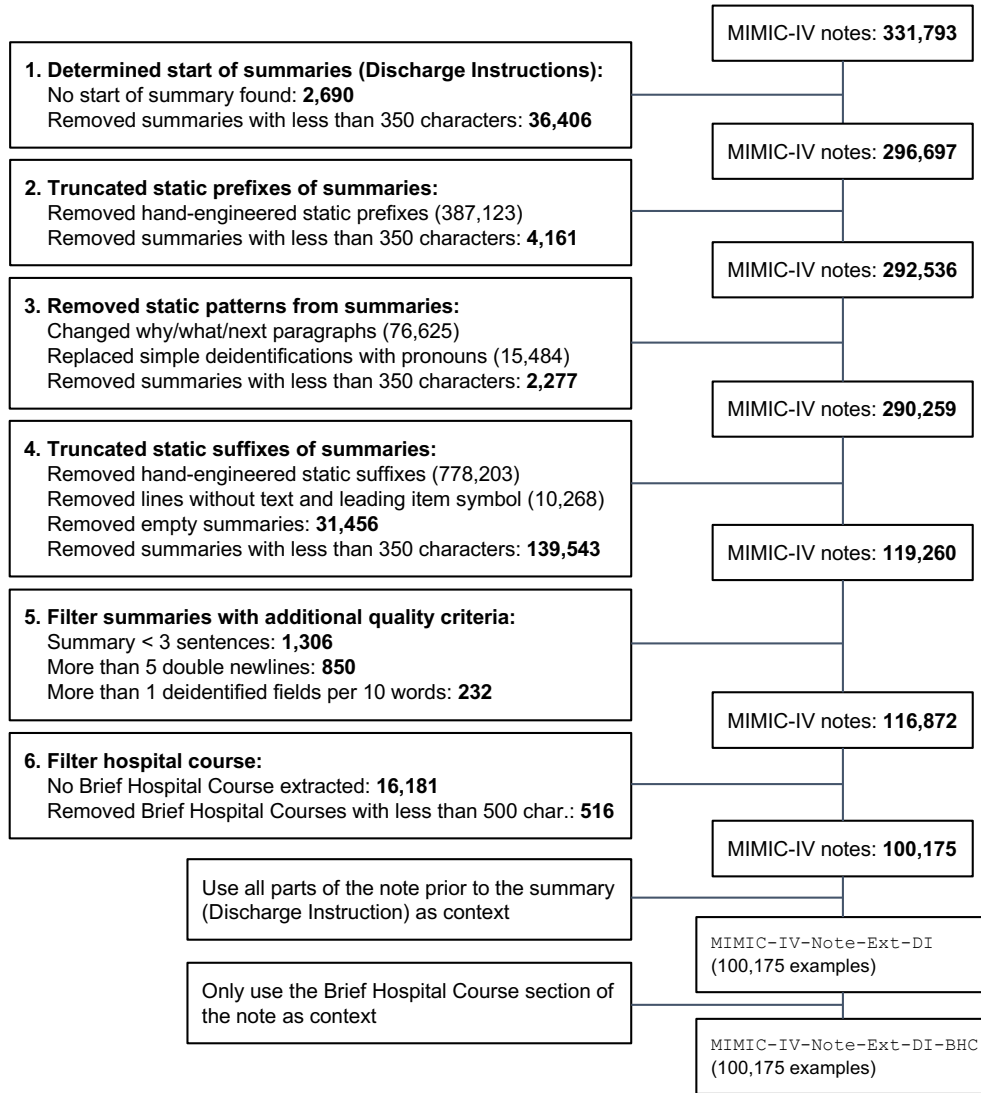 MIMIC-IV notes: 331,793
1. Determined start of summaries (Discharge Instructions):
No start of summary found: 2,690
Removed summaries with less than 350 characters: 36,406
MIMIC-IV notes: 296,697
2. Truncated static prefixes of summaries:
Removed hand-engineered static prefixes (387,123)
Removed summaries with less than 350 characters: 4,161
MIMIC-IV notes: 292,536
3. Removed static patterns from summaries:
Changed why/what/next paragraphs (76,625)
Replaced simple deidentifications with pronouns (15,484)
Removed summaries with less than 350 characters: 2,277
MIMIC-IV notes: 290,259
4. Truncated static suffixes of summaries:
Removed hand-engineered static suffixes (778,203)
Removed lines without text and leading item symbol (10,268)
Removed empty summaries: 31,456
Removed summaries with less than 350 characters: 139,543
MIMIC-IV notes: 119,260
5. Filter summaries with additional quality criteria:
Summary < 3 sentences: 1,306
More than 5 double newlines: 850
More than 1 deidentified fields per 10 words: 232
MIMIC-IV notes: 116,872
6. Filter hospital course:
No Brief Hospital Course extracted: 16,181
Removed Brief Hospital Courses with less than 500 char.: 516
MIMIC-IV notes: 100,175
Use all parts of the note prior to the summary
(Discharge Instruction) as context
MIMIC-IV-Note-Ext-DI
(100,175 examples)
Only use the Brief Hospital Course section of
the note as context
MIMIC-IV-Note-Ext-DI-BHC
(100,175 examples)